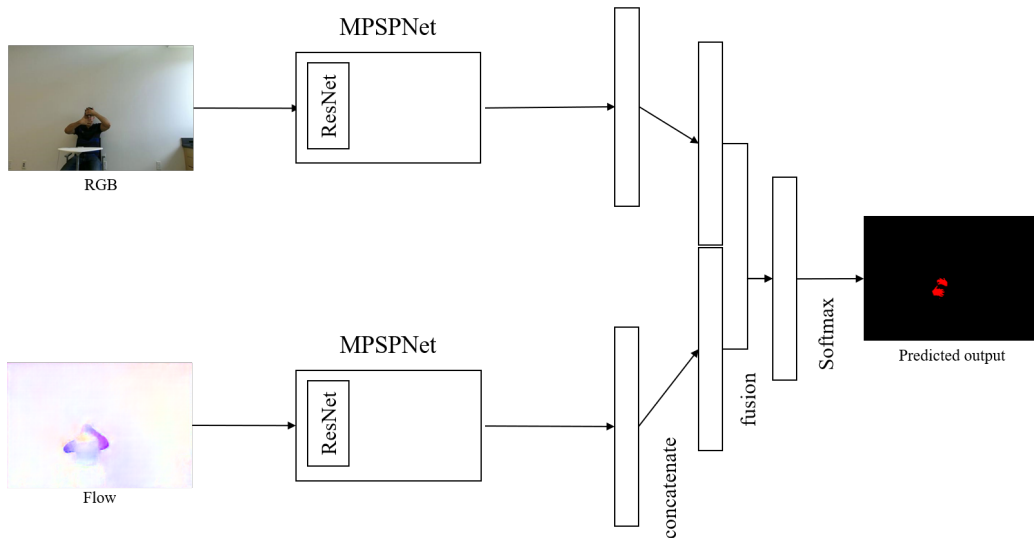 MPSPNet
ResNet
RGB
MPSPNet
ResNet
Flow
concatenate
fusion
Softmax
Predicted output